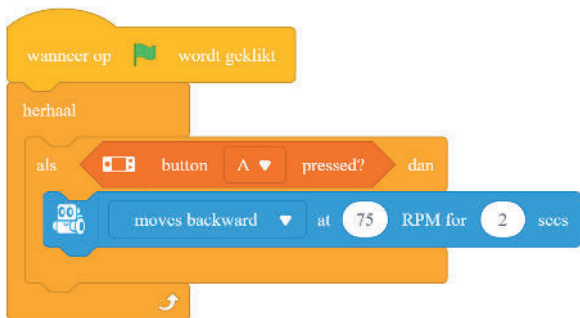 wanneer op wordt geklikt
herhaal
als button A pressed? dan
moves backward at 75 RPM for 2 secs